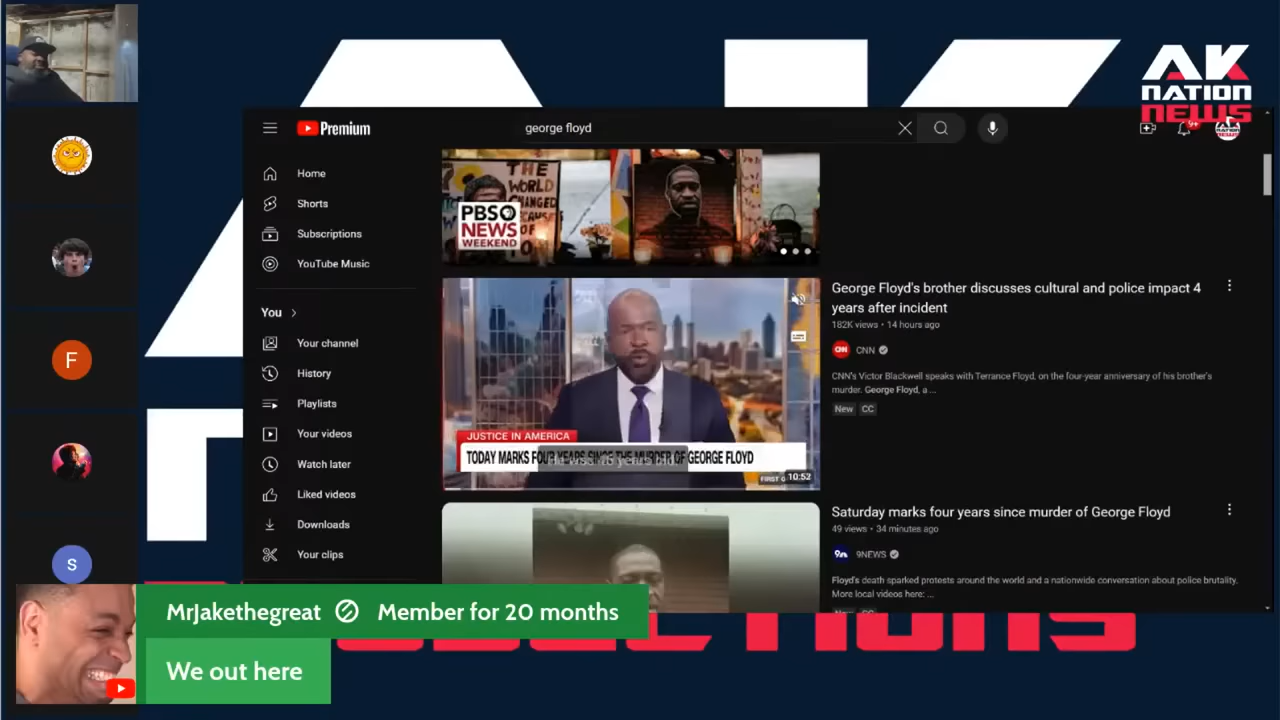 AK
NATION
NEWS
Premium
george floyd
9+
Home
Shorts
Subscriptions
YouTube Music
You
Your channel
History
Playlists
Your videos
Watch later
Liked videos
Downloads
Your clips
THE
WORLD
CHANGED
PBS
NEWS
WEEKEND
JUSTICE IN AMERICA
TODAY MARKS FOUR YEARS SINCE THE MURDER OF GEORGE FLOYD
10:52
George Floyd's brother discusses cultural and police impact 4
years after incident
182K views • 14 hours ago
CNN
CNN
CNN's Victor Blackwell speaks with Terrance Floyd, on the four-year anniversary of his brother's
murder. George Floyd, a ...
New CC
Saturday marks four years since murder of George Floyd
49 views • 34 minutes ago
9NEWS
Floyd's death sparked protests around the world and a nationwide conversation about police brutality.
More local videos here: ...
F
S
MrJakethegreat Member for 20 months
We out here